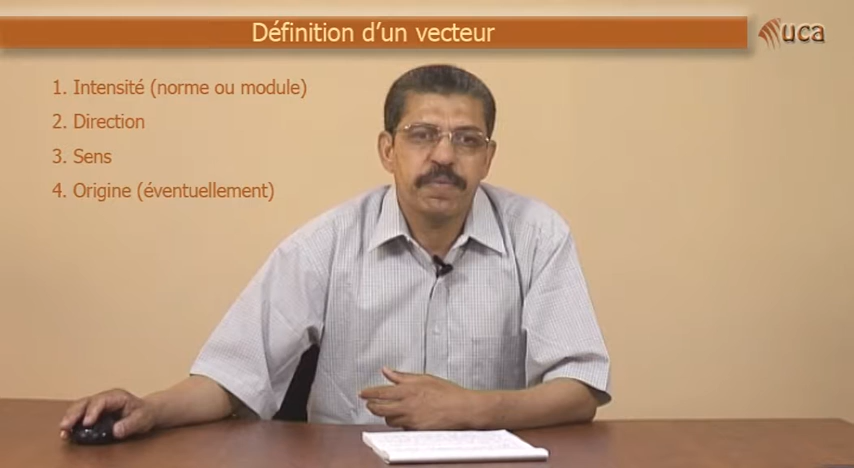 Définition d'un vecteur
uca
1. Intensité (norme ou module)
2. Direction
3. Sens
4. Origine (éventuellement)